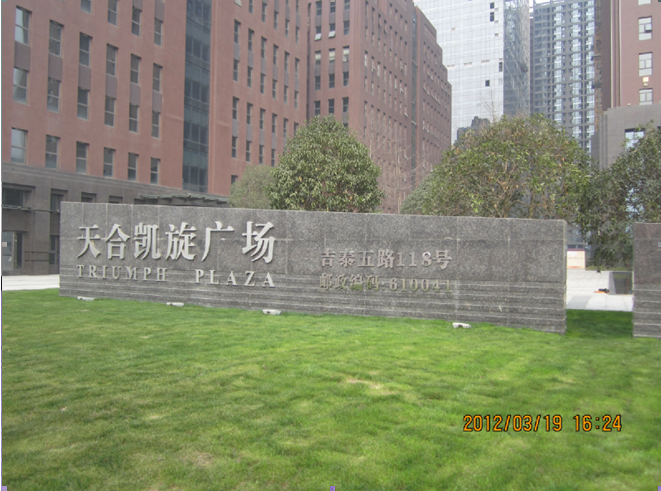 天合凯旋广场
TRIUMPH PLAZA
吉泰五路118号
邮政编码·610041
2012/03/19 16:24